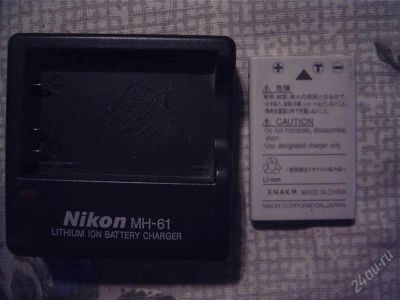 Nikon MH-61
LITHIUM ION BATTERY CHARGER
+ T -
⚠ 危険
⚠ CAUTION
•Do not incinerate, disassemble,
short.
•Use designated charger only.
Li-ion
XNAKM MADE IN CHINA
NIKON CORPORATION, JAPAN
24au.ru